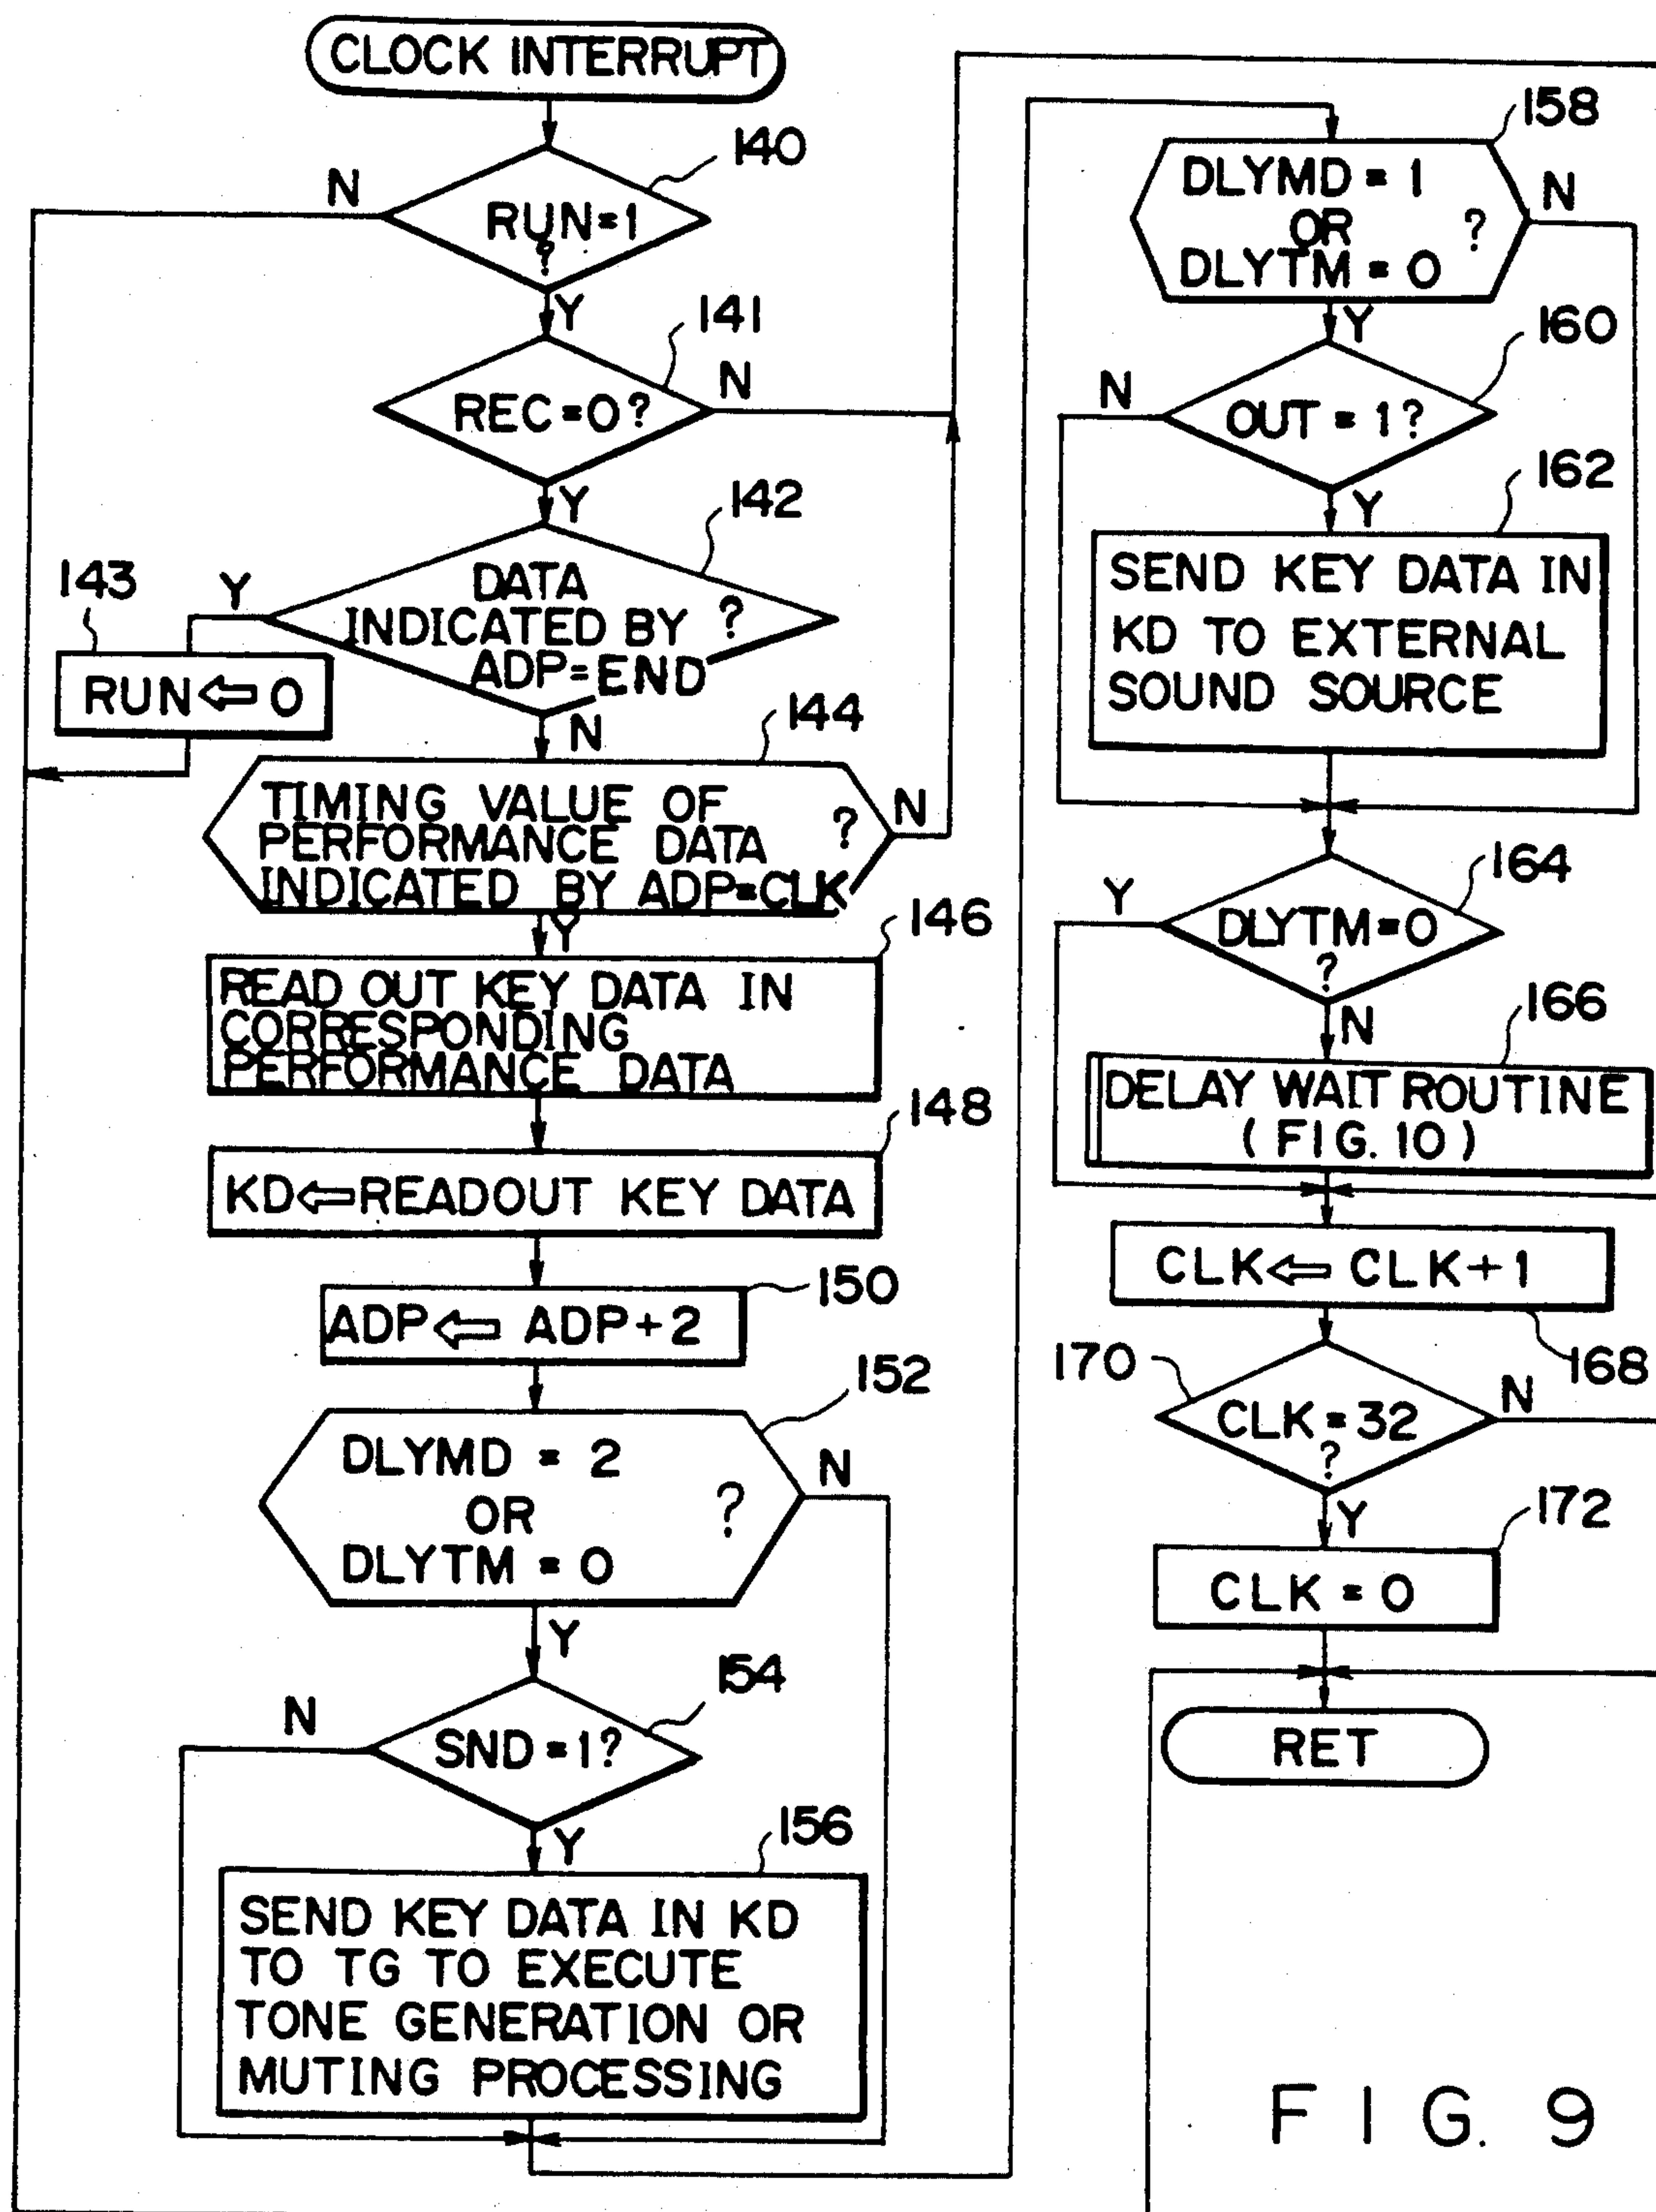 CLOCK INTERRUPT
140
N
RUN=1
?
Y
141
REC=0?
N
Y
142
DATA
INDICATED BY ?
ADP=END
Y
143
RUN⇦0
N
144
TIMING VALUE OF
PERFORMANCE DATA ?
INDICATED BY ADP=CLK
N
Y
146
READ OUT KEY DATA IN
CORRESPONDING
PERFORMANCE DATA
148
KD⇦READOUT KEY DATA
150
ADP⇦ ADP+2
152
DLYMD = 2
OR ?
DLYTM = 0
N
Y
154
N
SND=1?
Y
156
SEND KEY DATA IN KD
TO TG TO EXECUTE
TONE GENERATION OR
MUTING PROCESSING
158
DLYMD = 1
OR ?
DLYTM = 0
N
Y
160
N
OUT = 1?
Y
162
SEND KEY DATA IN
KD TO EXTERNAL
SOUND SOURCE
164
Y
DLYTM=0
?
N
166
DELAY WAIT ROUTINE
(FIG. 10)
CLK⇦ CLK+1
168
170
CLK=32
?
N
Y
172
CLK = 0
RET
FIG. 9